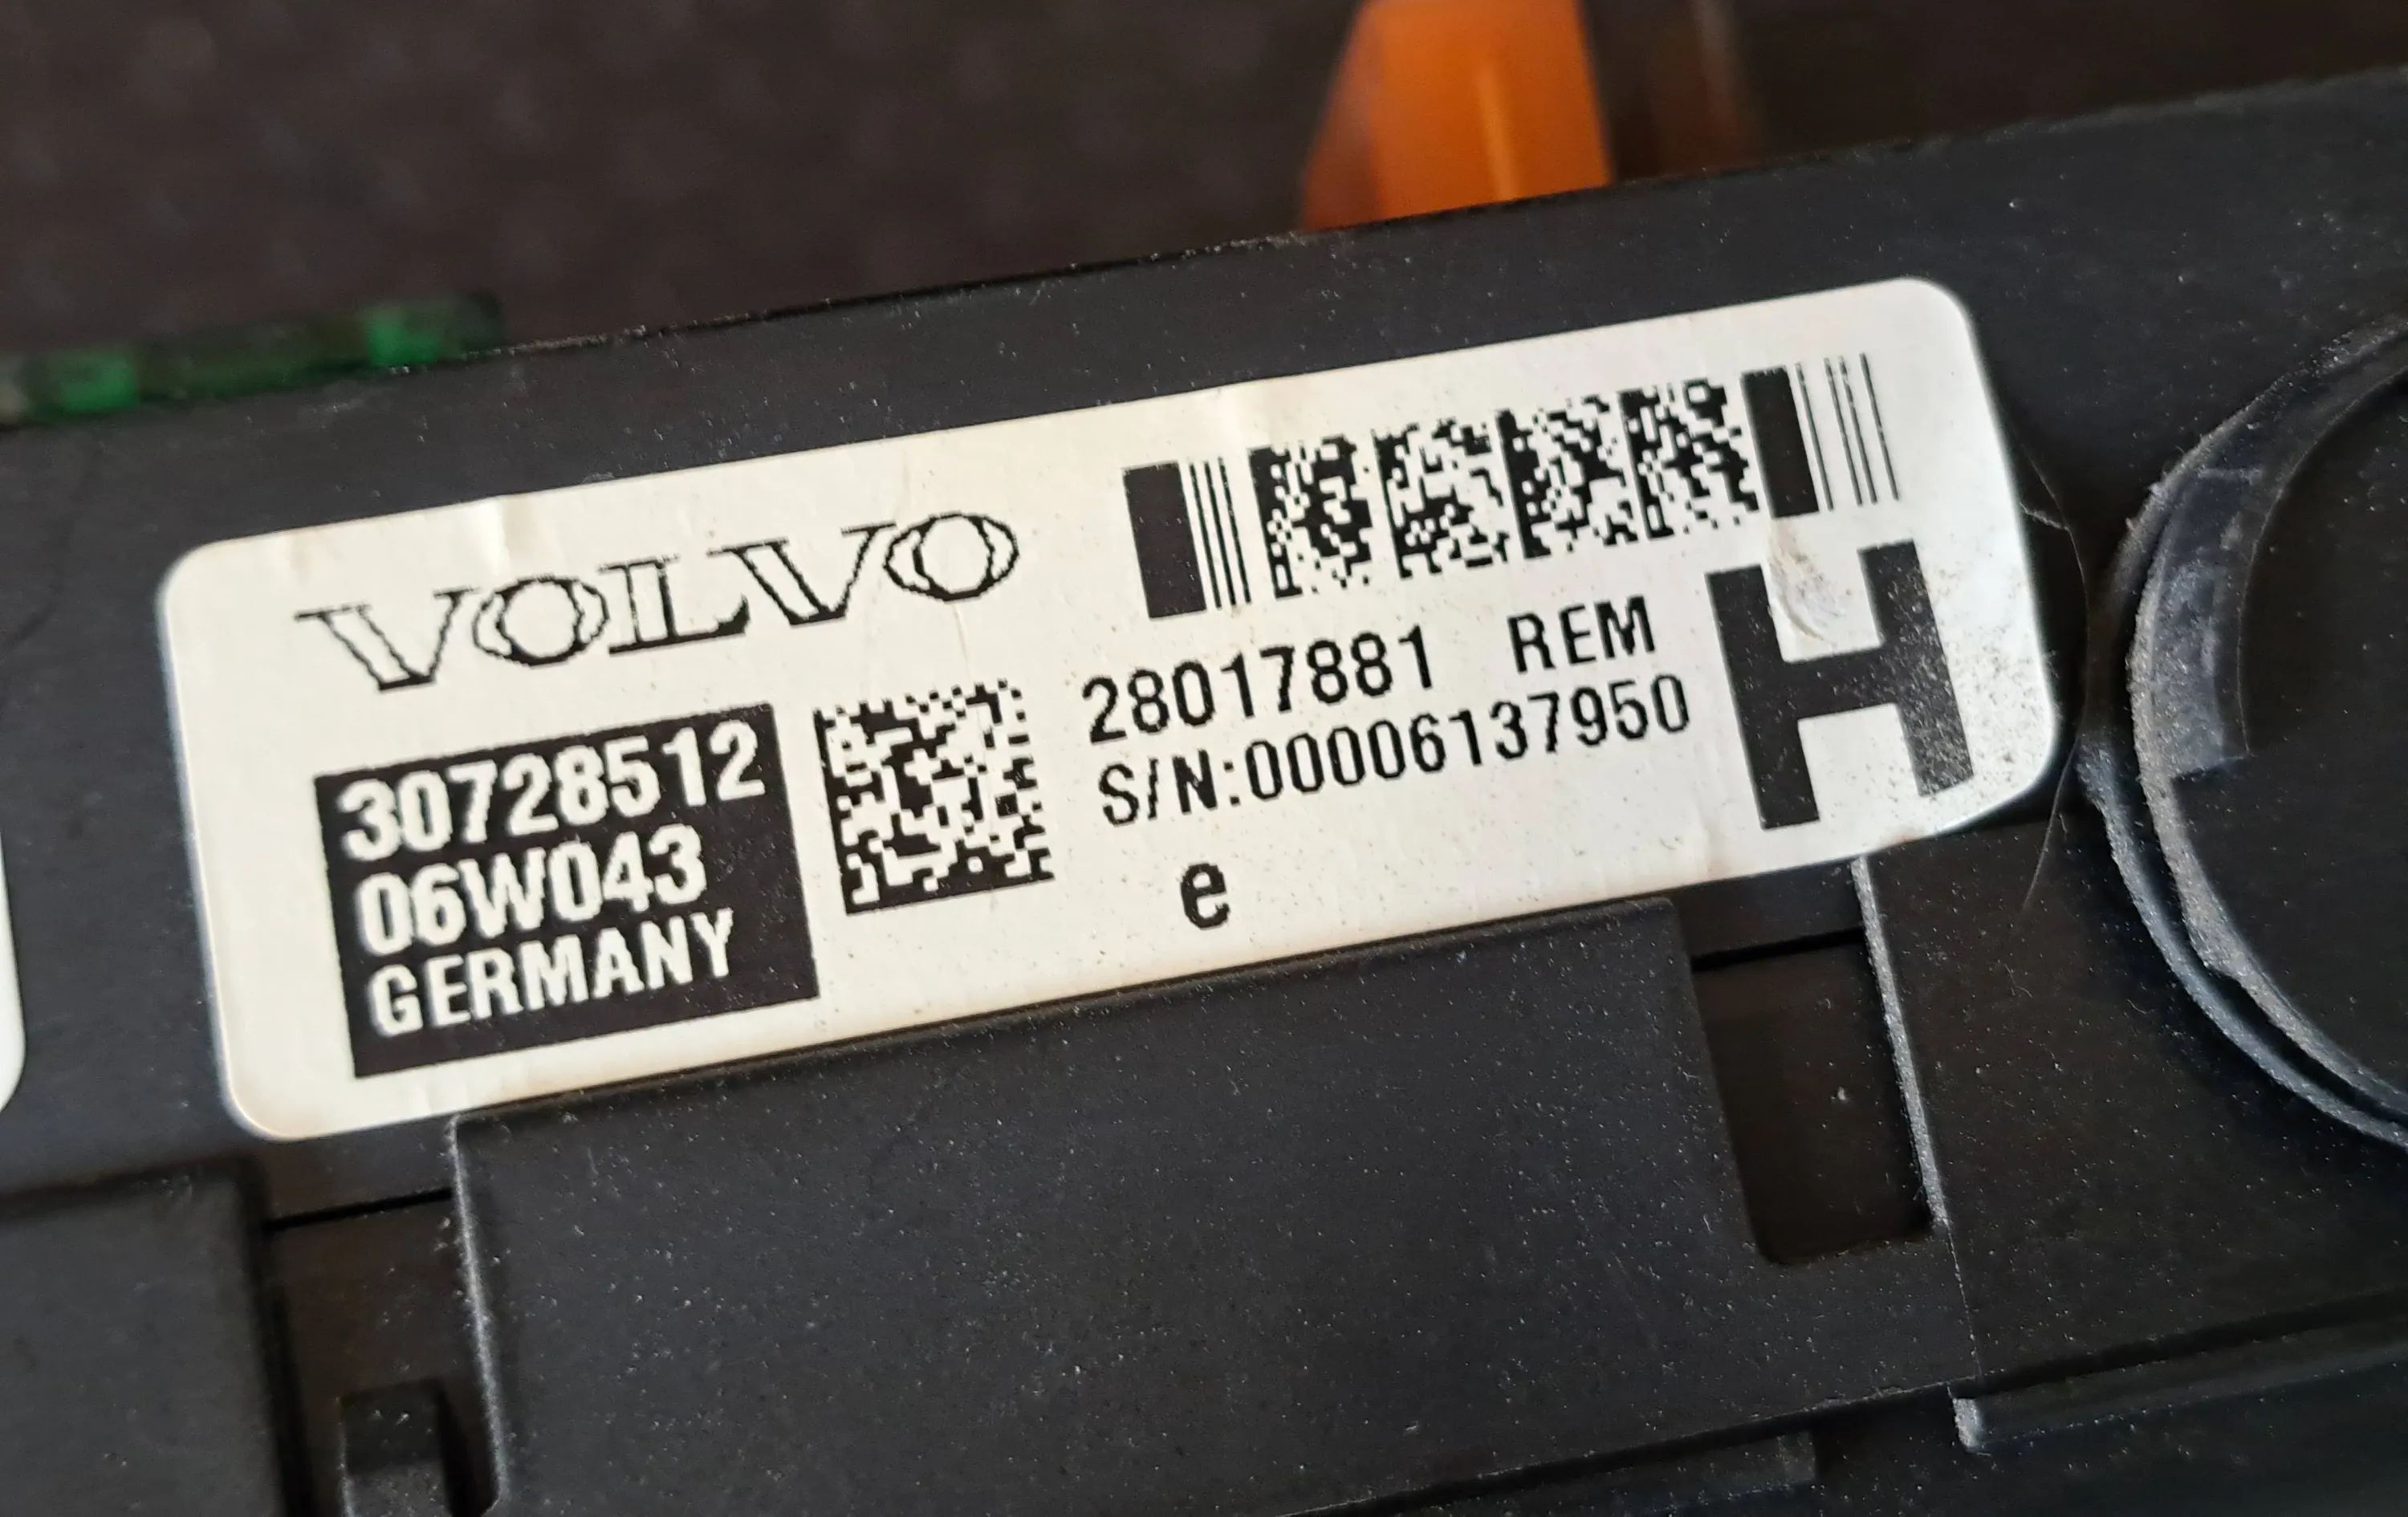 VOLVO
30728512
06W043
GERMANY
28017881 REM
S/N:00006137950
e
H